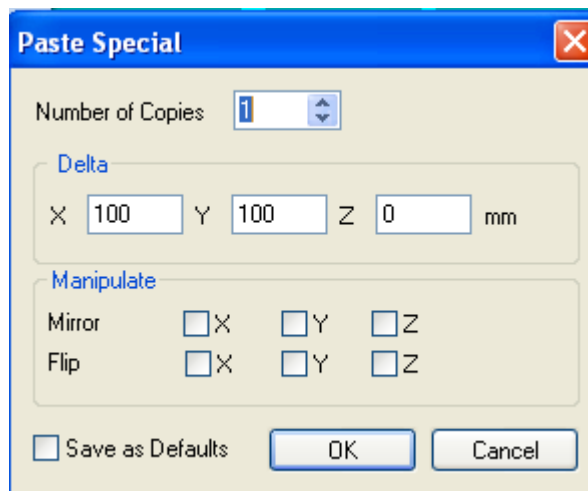 Paste Special
Number of Copies 1
Delta
X 100 Y 100 Z 0 mm
Manipulate
Mirror X Y Z
Flip X Y Z
Save as Defaults OK Cancel